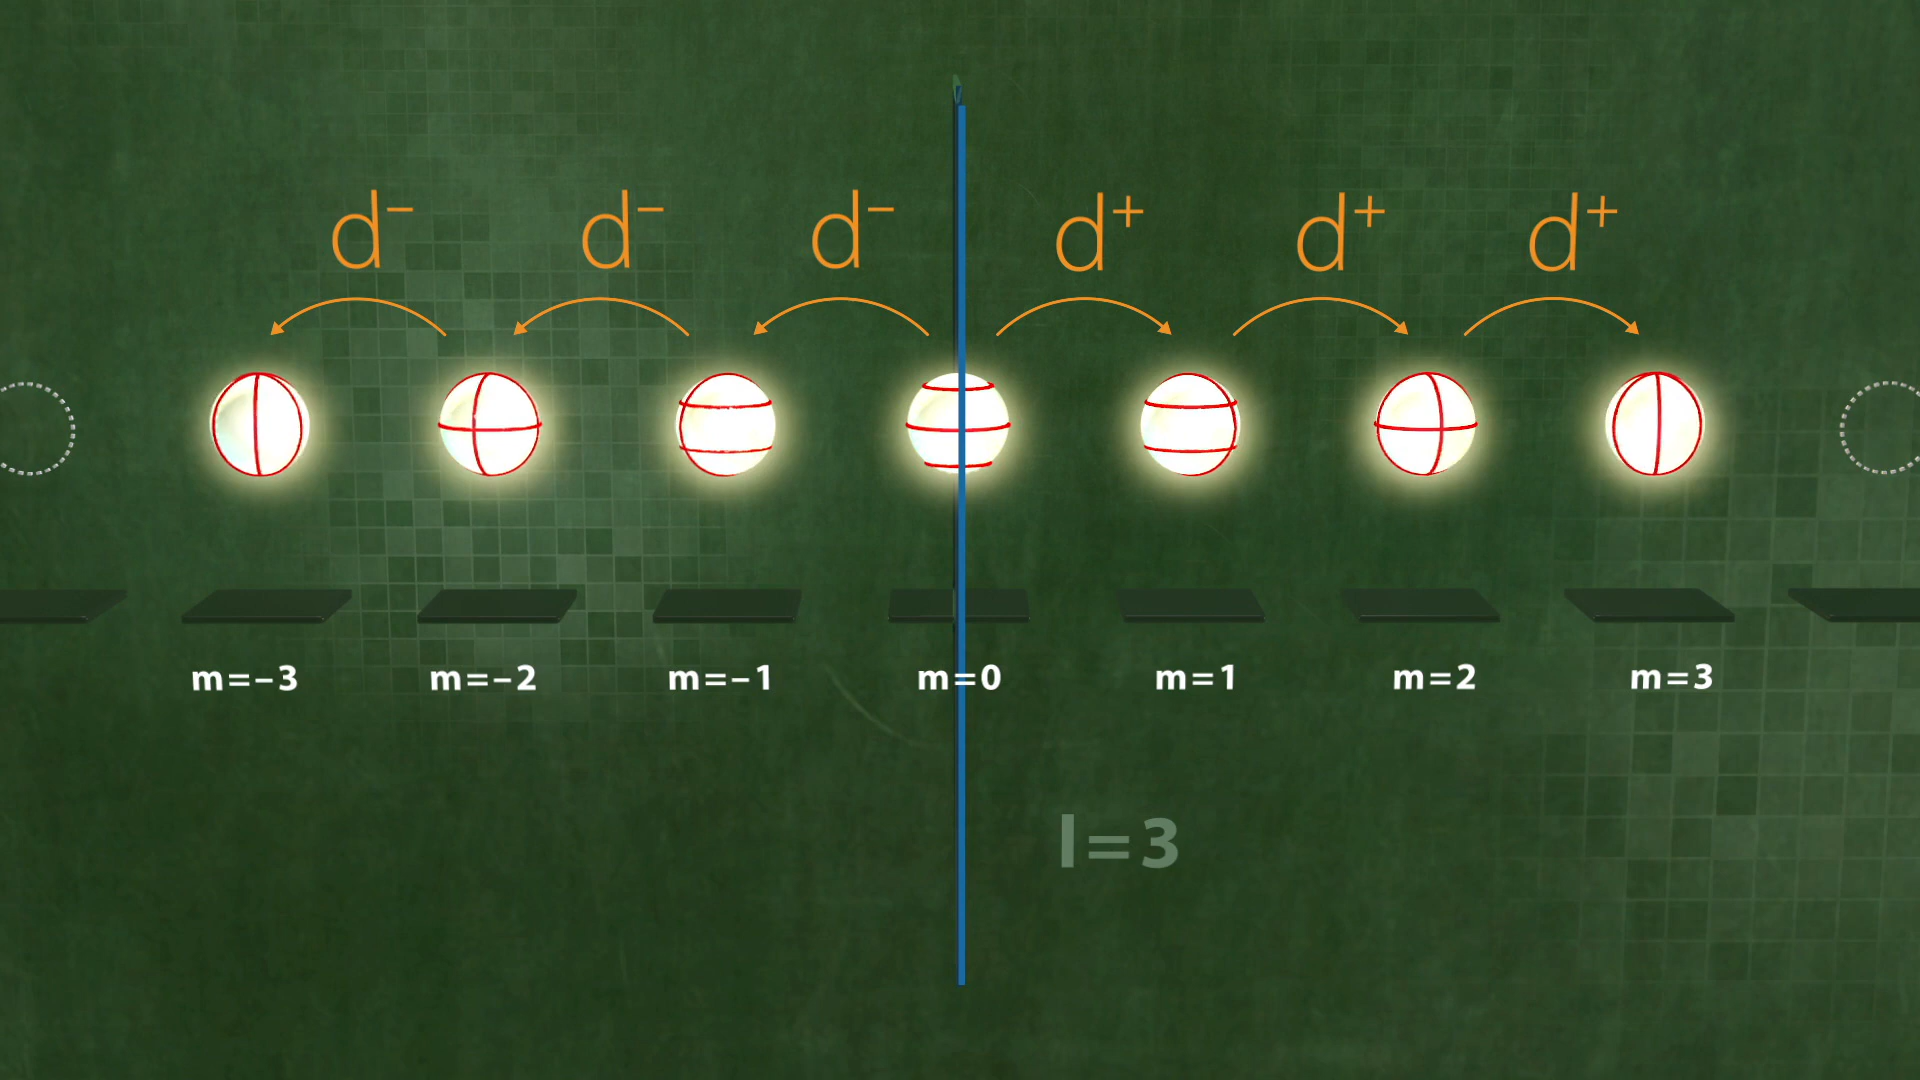 d⁻ d⁻ d⁻ d⁺ d⁺ d⁺
m=–3 m=–2 m=–1 m=0 m=1 m=2 m=3
l=3